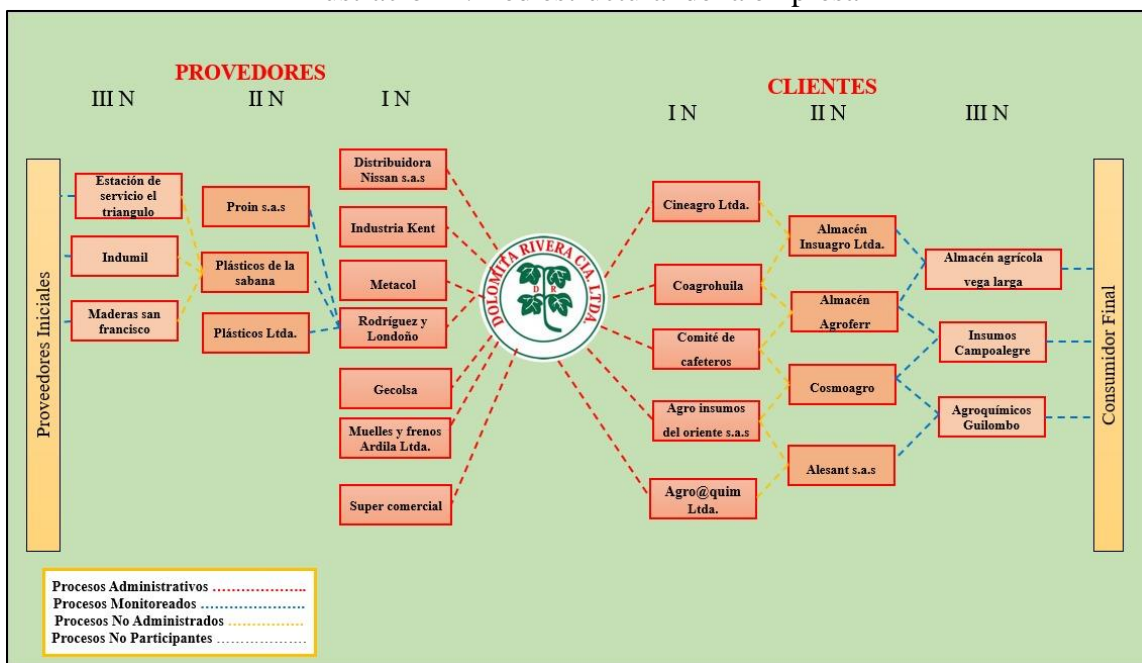 PROVEDORES
CLIENTES
III N
II N
I N
I N
II N
III N
Proveedores Iniciales
Estación de
servicio el
triangulo
Indumil
Maderas san
francisco
Proin s.a.s
Plásticos de la
sabana
Plásticos Ltda.
Distribuidora
Nissan s.a.s
Industria Kent
Metacol
Rodríguez y
Londoño
Gecolsa
Muelles y frenos
Ardila Ltda.
Super comercial
DOLOMITA RIVERA CIA. LTDA.
D R
Cineagro Ltda.
Coagrohuila
Comité de
cafeteros
Agro insumos
del oriente s.a.s
Agro@quim
Ltda.
Almacén
Insuagro Ltda.
Almacén
Agroferr
Cosmoagro
Alesant s.a.s
Almacén agrícola
vega larga
Insumos
Campoalegre
Agroquímicos
Guilombo
Consumidor Final
Procesos Administrativos
Procesos Monitoreados
Procesos No Administrados
Procesos No Participantes